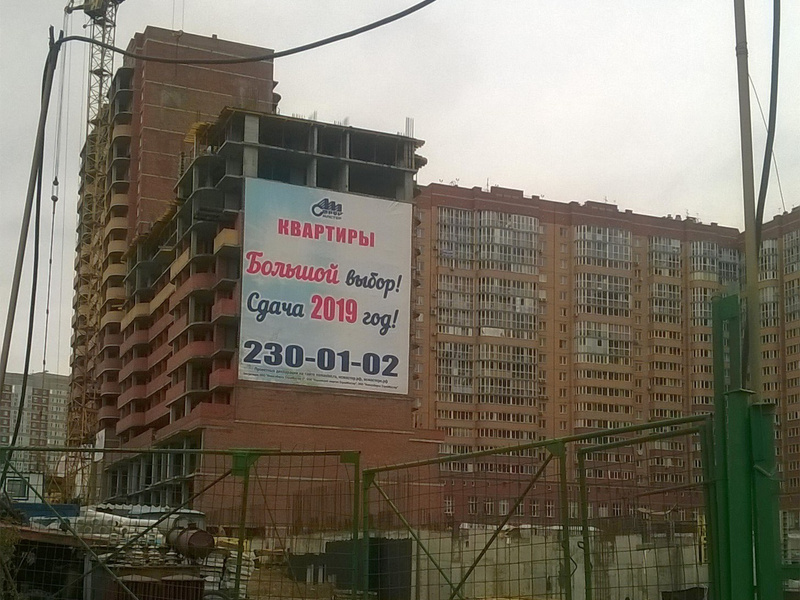 КВАРТИРЫ
Большой выбор!
Сдача 2019 год!
230-01-02